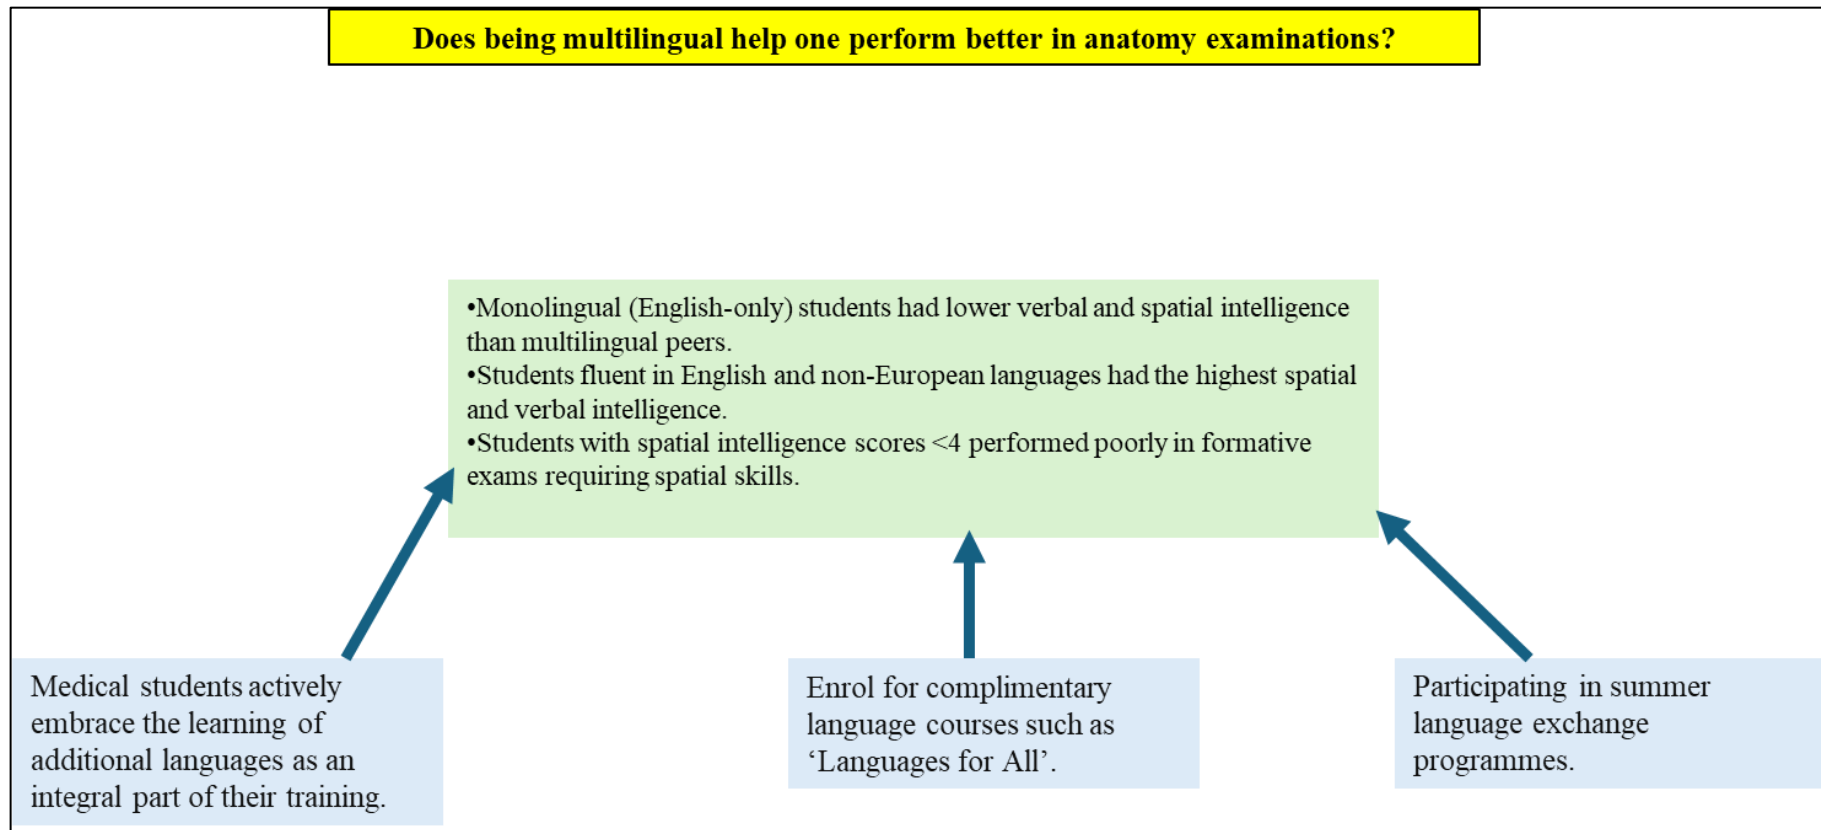 Does being multilingual help one perform better in anatomy examinations?
•Monolingual (English-only) students had lower verbal and spatial intelligence
than multilingual peers.
•Students fluent in English and non-European languages had the highest spatial
and verbal intelligence.
•Students with spatial intelligence scores <4 performed poorly in formative
exams requiring spatial skills.
Medical students actively
embrace the learning of
additional languages as an
integral part of their training.
Enrol for complimentary
language courses such as
‘Languages for All’.
Participating in summer
language exchange
programmes.